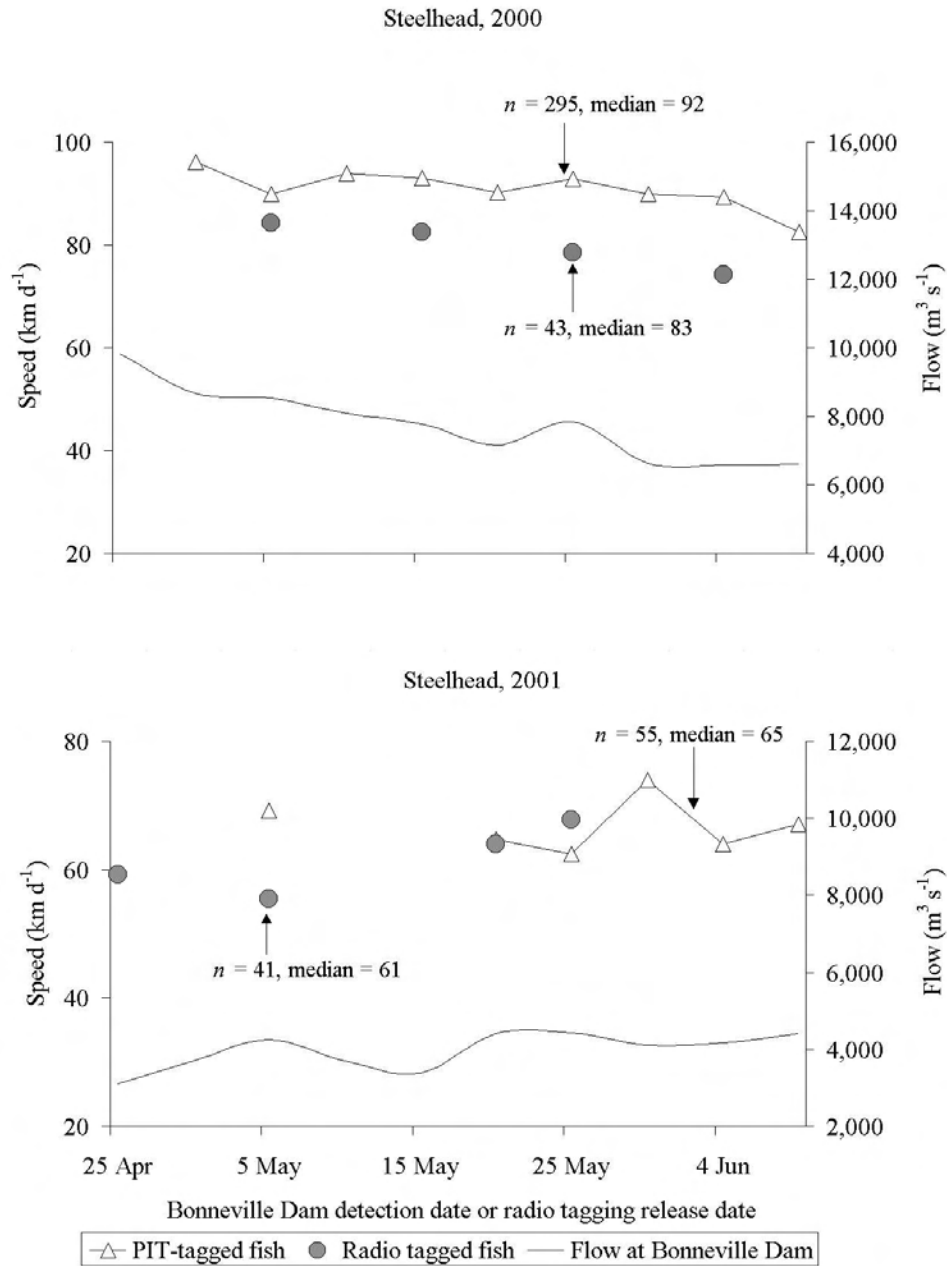 Steelhead, 2000
n = 295, median = 92
100
80
60
40
20
Speed (km d-1)
16,000
14,000
12,000
10,000
8,000
6,000
4,000
Flow (m3 s-1)
n = 43, median = 83
Steelhead, 2001
n = 55, median = 65
80
60
40
20
Speed (km d-1)
12,000
10,000
8,000
6,000
4,000
2,000
Flow (m3 s-1)
n = 41, median = 61
25 Apr 5 May 15 May 25 May 4 Jun
Bonneville Dam detection date or radio tagging release date
PIT-tagged fish Radio tagged fish Flow at Bonneville Dam